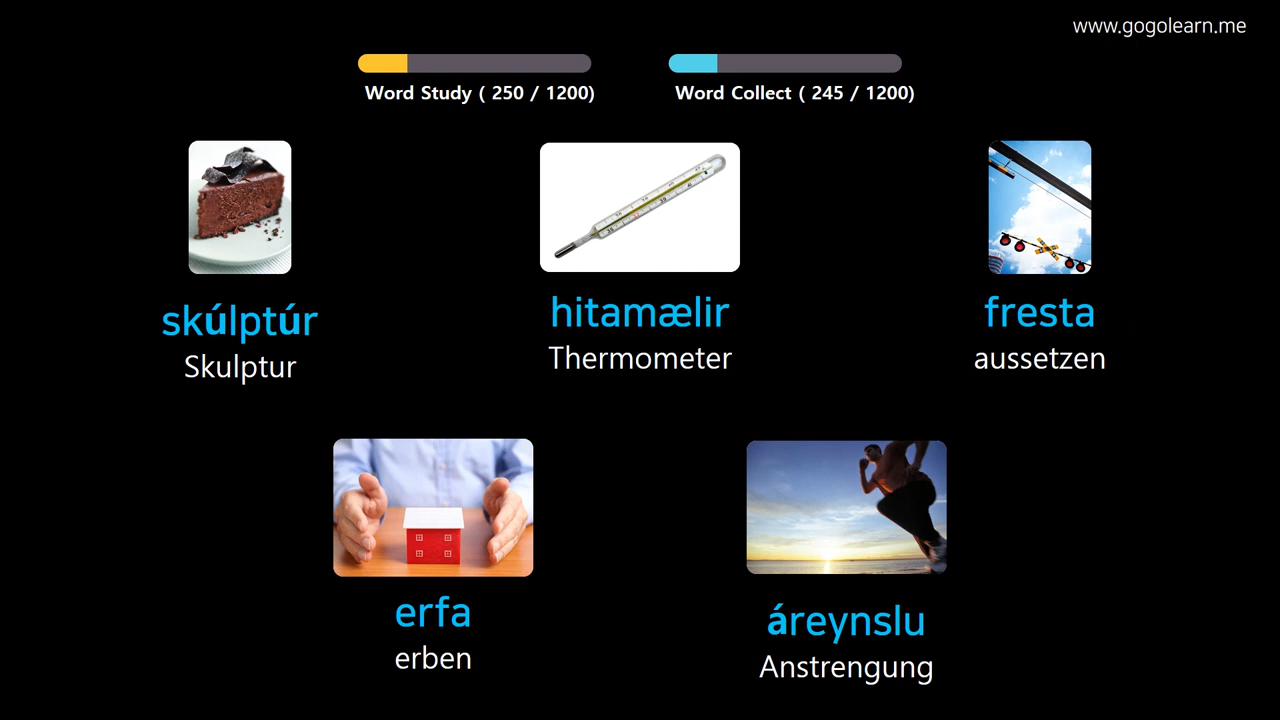 www.gogolearn.me
Word Study ( 250 / 1200)
Word Collect ( 245 / 1200)
skúlptúr
Skulptur
hitamælir
Thermometer
fresta
aussetzen
erfa
erben
áreynslu
Anstrengung